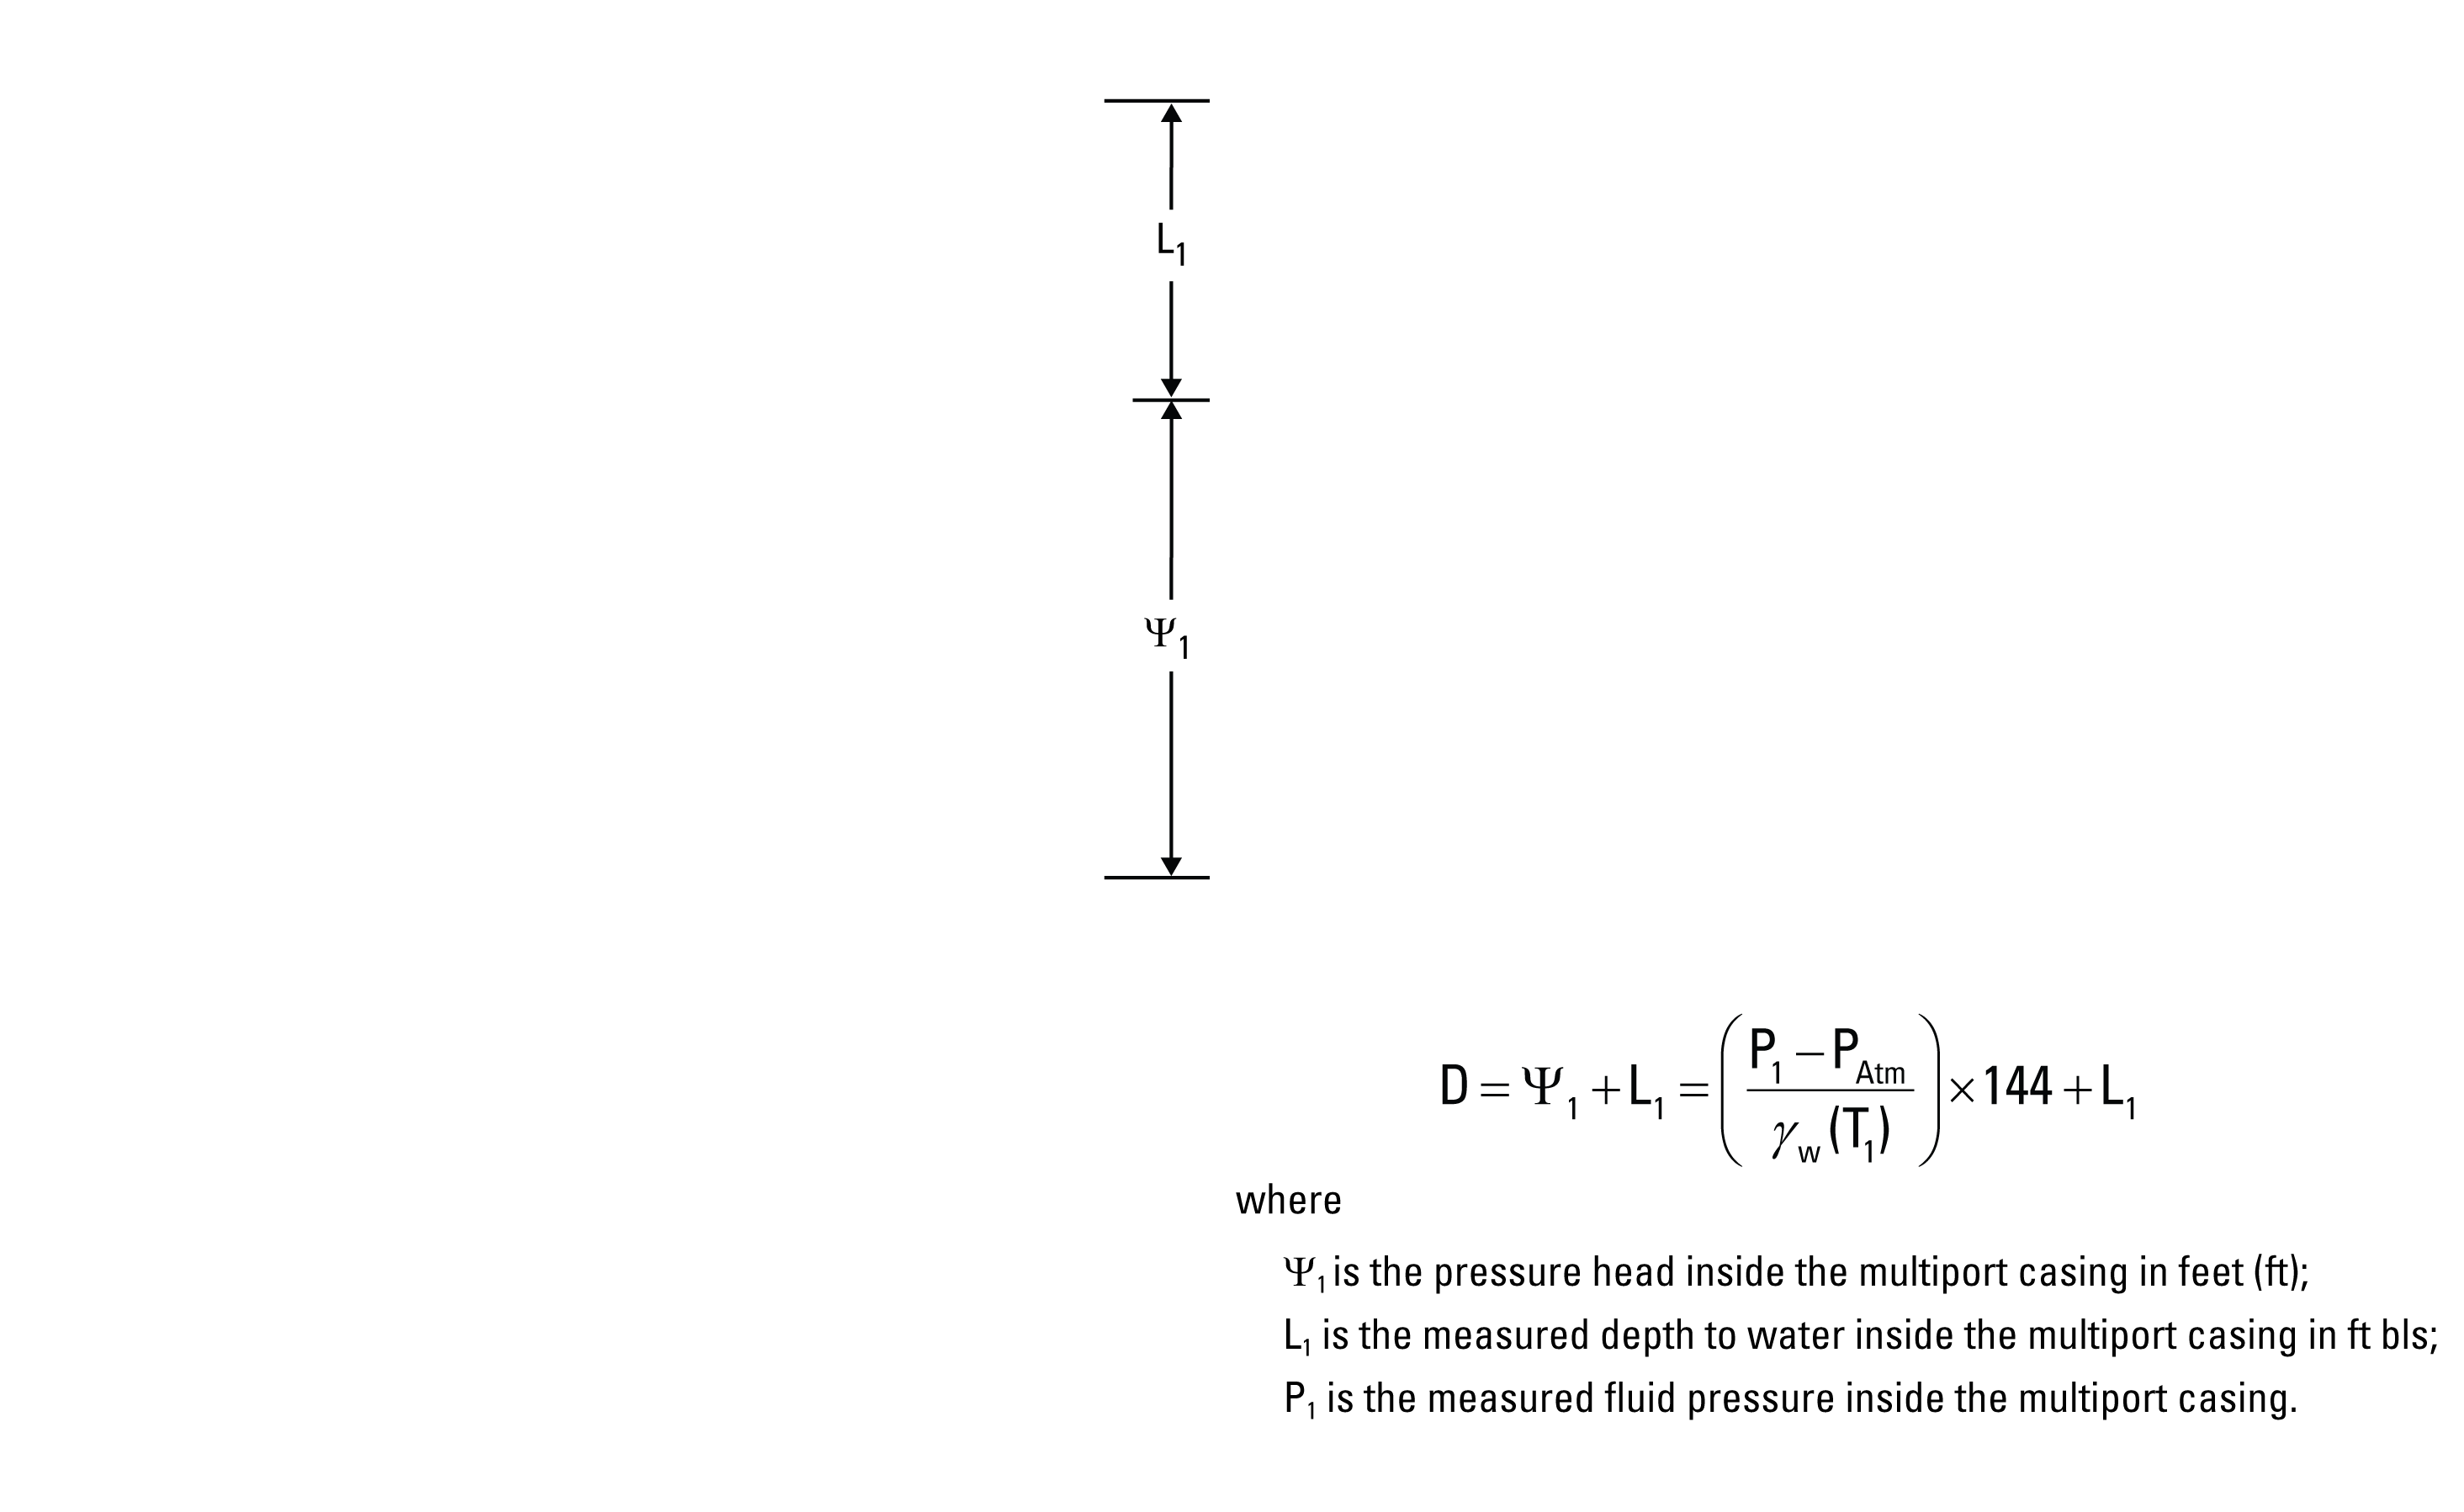 L₁
Ψ₁
D = Ψ₁ + L₁ = ((P₁ − P_Atm) / γ_w (T₁)) × 144 + L₁
where
Ψ₁ is the pressure head inside the multiport casing in feet (ft);
L₁ is the measured depth to water inside the multiport casing in ft bls;
P₁ is the measured fluid pressure inside the multiport casing.